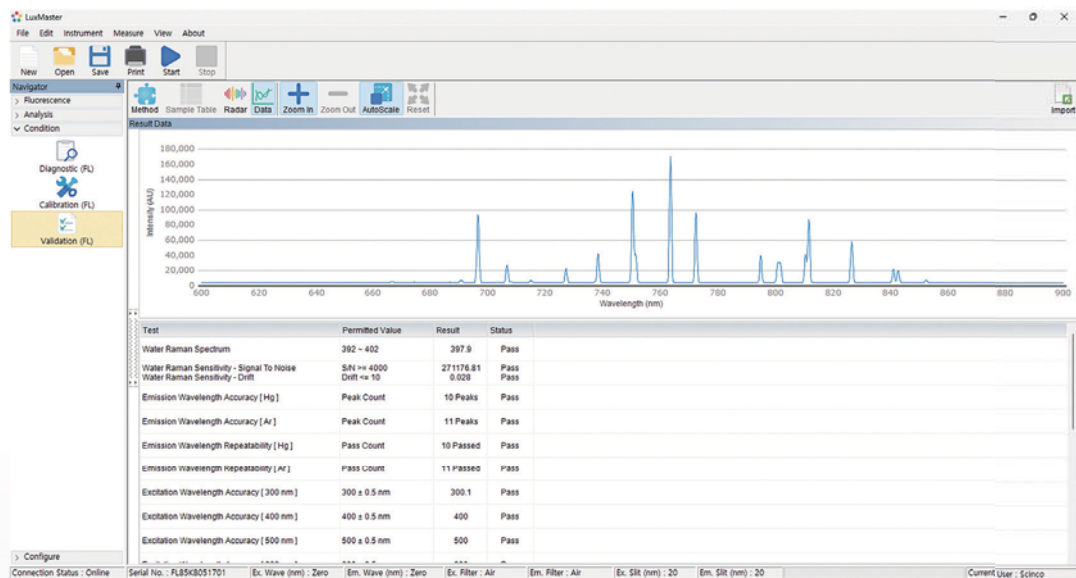 LuxMaster
File Edit Instrument Measure View About
New Open Save Print Start Stop
Navigator
> Fluorescence
> Analysis
Condition
Diagnostic (FL)
Calibration (FL)
Validation (FL)
> Configure
Method Sample Table Radar Data Zoom In Zoom Out AutoScale Reset Import
Result Data
Intensity (AU)
180,000
160,000
140,000
120,000
100,000
80,000
60,000
40,000
20,000
0
600 620 640 660 680 700 720 740 760 780 800 820 840 860 880 900
Wavelength (nm)
Test Permitted Value Result Status
Water Raman Spectrum 392 ~ 402 397.9 Pass
Water Raman Sensitivity - Signal To Noise S/N >= 4000 271176.81 Pass
Water Raman Sensitivity - Drift Drift <= 10 0.028 Pass
Emission Wavelength Accuracy [ Hg ] Peak Count 10 Peaks Pass
Emission Wavelength Accuracy [ Ar ] Peak Count 11 Peaks Pass
Emission Wavelength Repeatability [ Hg ] Pass Count 10 Passed Pass
Emission Wavelength Repeatability [ Ar ] Pass Count 11 Passed Pass
Excitation Wavelength Accuracy [ 300 nm ] 300 ± 0.5 nm 300.1 Pass
Excitation Wavelength Accuracy [ 400 nm ] 400 ± 0.5 nm 400 Pass
Excitation Wavelength Accuracy [ 500 nm ] 500 ± 0.5 nm 500 Pass
Connection Status : Online Serial No. : FL85K8051701 Ex. Wave (nm) : Zero Em. Wave (nm) : Zero Ex. Filter : Air Em. Filter : Air Ex. Slit (nm) : 20 Em. Slit (nm) : 20 Current User : Scinco